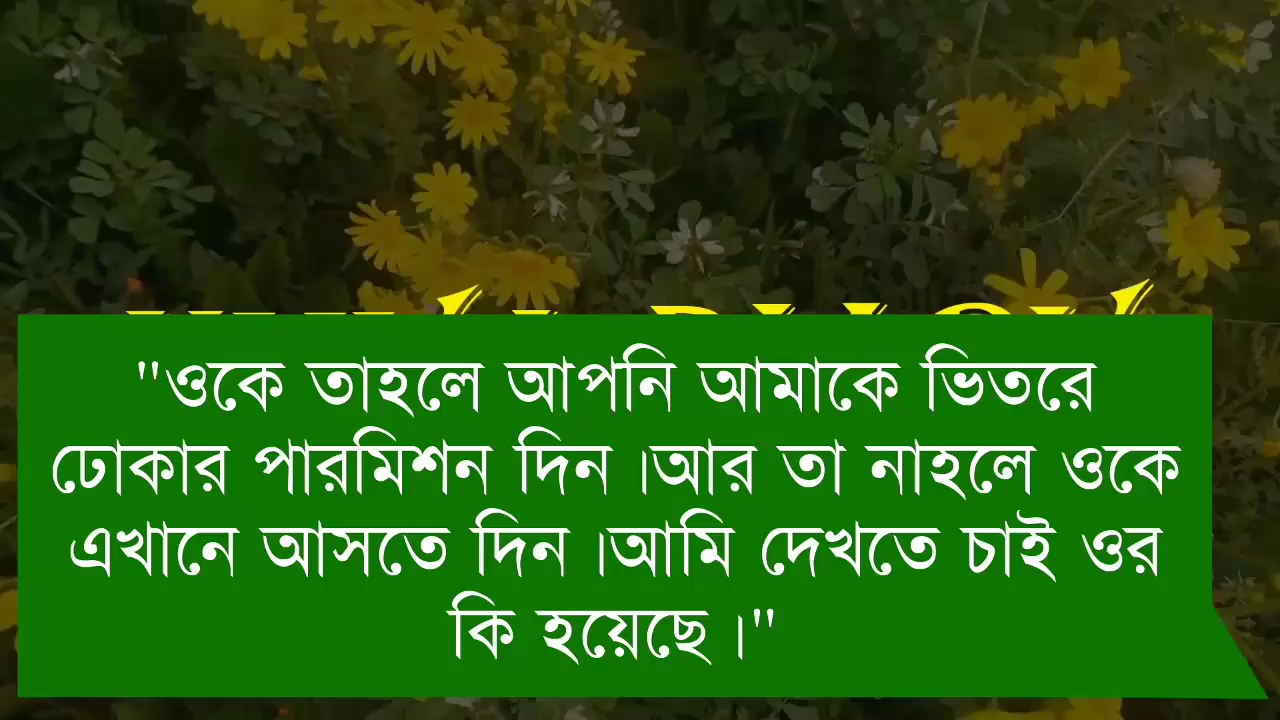 "ওকে তাহলে আপনি আমাকে ভিতরে
ঢোকার পারমিশন দিন।আর তা নাহলে ওকে
এখানে আসতে দিন।আমি দেখতে চাই ওর
কি হয়েছে।"